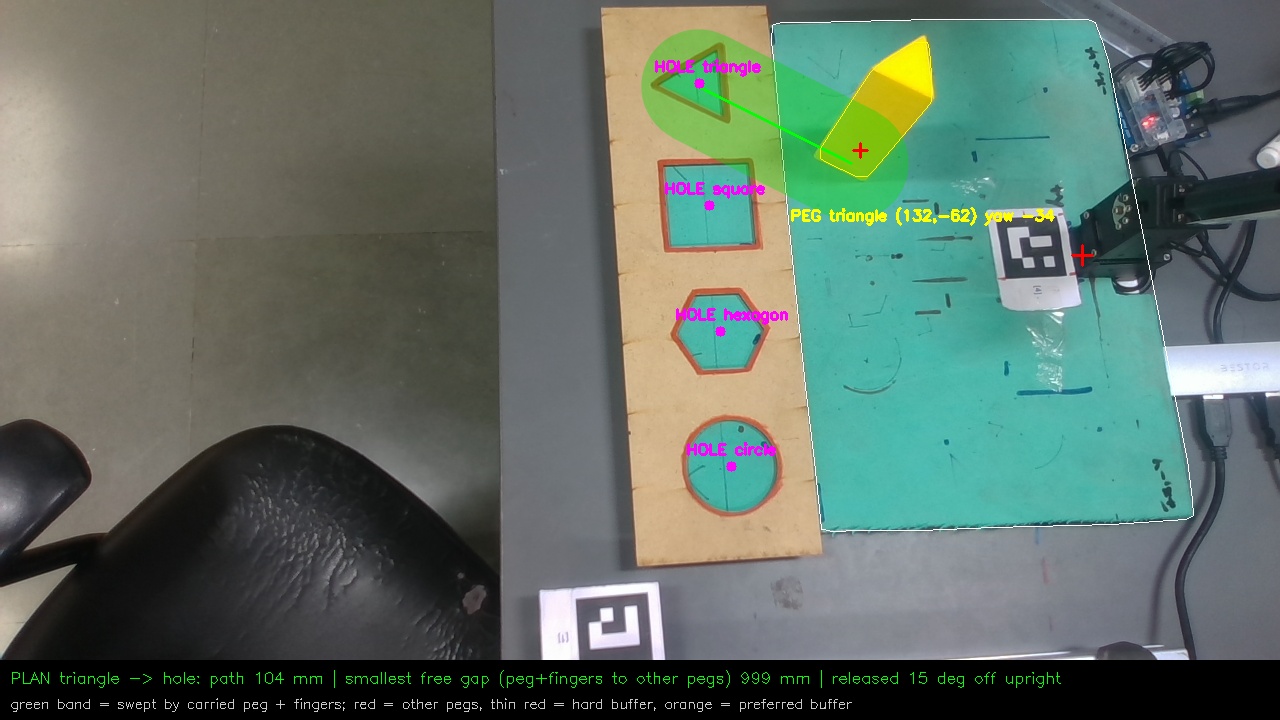 HOLE triangle
HOLE square
PEG triangle (132,-62) yaw -34
HOLE hexagon
BESTOR
HOLE circle
PLAN triangle -> hole: path 104 mm | smallest free gap (peg+fingers to other pegs) 999 mm | released 15 deg off upright
green band = swept by carried peg + fingers; red = other pegs, thin red = hard buffer, orange = preferred buffer